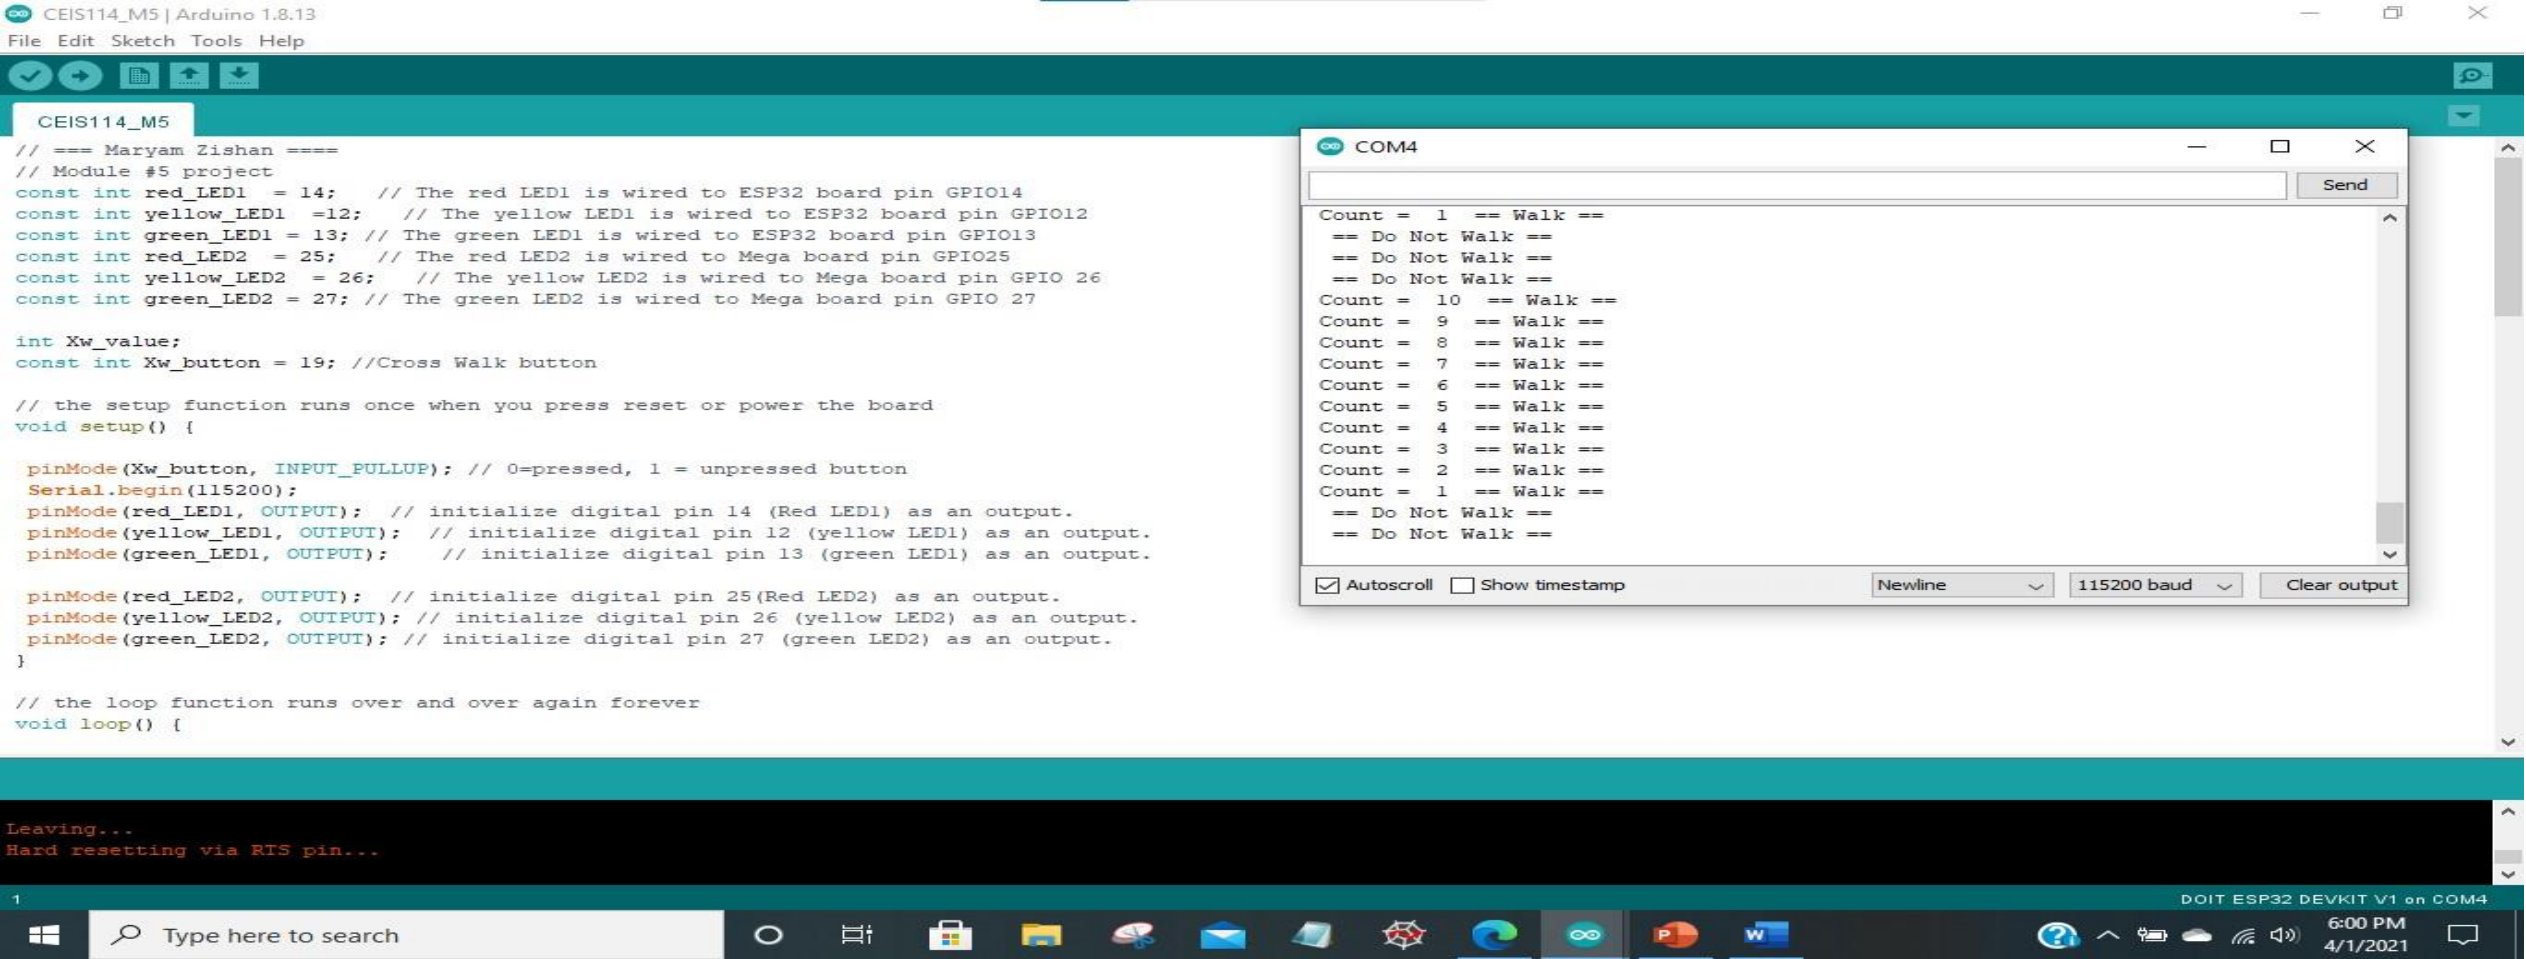 CEIS114_M5 | Arduino 1.8.13
File Edit Sketch Tools Help
CEIS114_M5
// === Maryam Zishan ====
// Module #5 project
const int red_LED1  = 14;   // The red LED1 is wired to ESP32 board pin GPIO14
const int yellow_LED1  =12;   // The yellow LED1 is wired to ESP32 board pin GPIO12
const int green_LED1 = 13; // The green LED1 is wired to ESP32 board pin GPIO13
const int red_LED2  = 25;   // The red LED2 is wired to Mega board pin GPIO25
const int yellow_LED2  = 26;   // The yellow LED2 is wired to Mega board pin GPIO 26
const int green_LED2 = 27; // The green LED2 is wired to Mega board pin GPIO 27
int Xw_value;
const int Xw_button = 19; //Cross Walk button
// the setup function runs once when you press reset or power the board
void setup() {
pinMode(Xw_button, INPUT_PULLUP); // 0=pressed, 1 = unpressed button
Serial.begin(115200);
pinMode(red_LED1, OUTPUT);  // initialize digital pin 14 (Red LED1) as an output.
pinMode(yellow_LED1, OUTPUT);  // initialize digital pin 12 (yellow LED1) as an output.
pinMode(green_LED1, OUTPUT);    // initialize digital pin 13 (green LED1) as an output.
pinMode(red_LED2, OUTPUT);  // initialize digital pin 25(Red LED2) as an output.
pinMode(yellow_LED2, OUTPUT); // initialize digital pin 26 (yellow LED2) as an output.
pinMode(green_LED2, OUTPUT); // initialize digital pin 27 (green LED2) as an output.
}
// the loop function runs over and over again forever
void loop() {
COM4
Send
Count =  1  == Walk ==
== Do Not Walk ==
== Do Not Walk ==
== Do Not Walk ==
Count =  10  == Walk ==
Count =  9  == Walk ==
Count =  8  == Walk ==
Count =  7  == Walk ==
Count =  6  == Walk ==
Count =  5  == Walk ==
Count =  4  == Walk ==
Count =  3  == Walk ==
Count =  2  == Walk ==
Count =  1  == Walk ==
== Do Not Walk ==
== Do Not Walk ==
Autoscroll Show timestamp Newline 115200 baud Clear output
Leaving...
Hard resetting via RTS pin...
1 DOIT ESP32 DEVKIT V1 on COM4
Type here to search
6:00 PM
4/1/2021